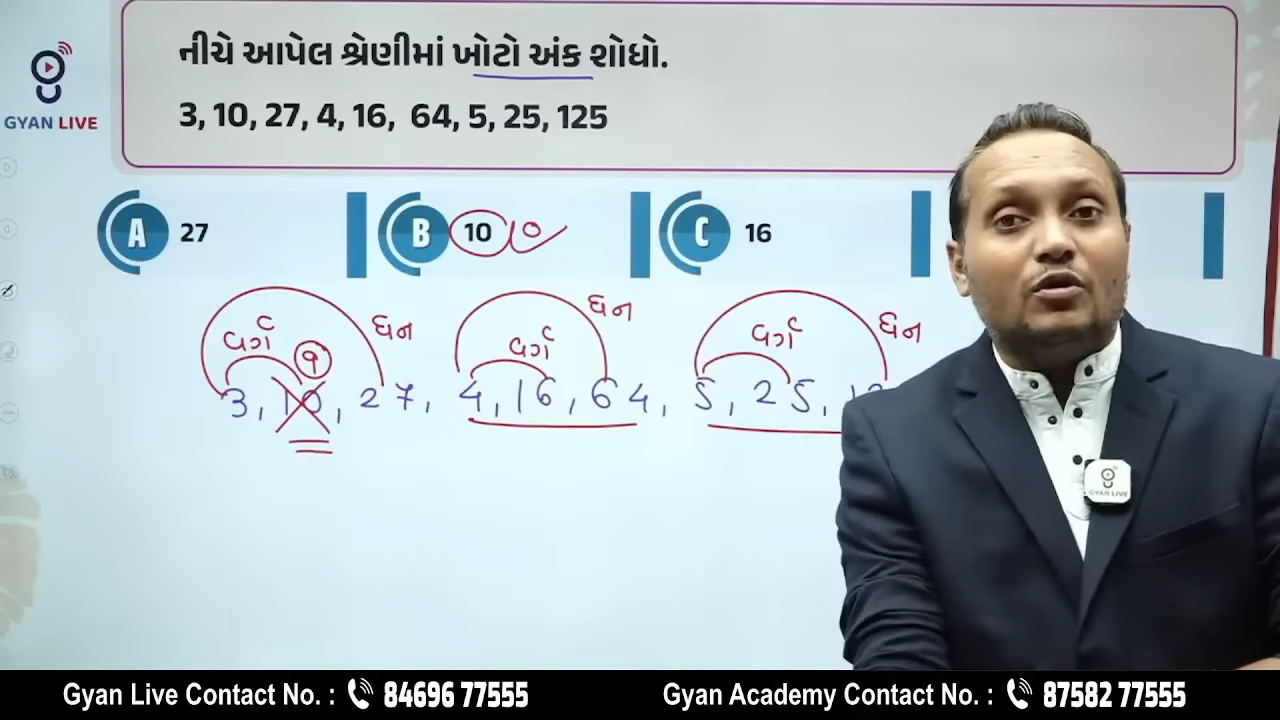 નીચે આપેલ શ્રેણીમાં ખોટો અંક શોધો.
GYAN LIVE
3, 10, 27, 4, 16, 64, 5, 25, 125
A 27
B 10
C 16
વર્ગ ઘન વર્ગ ઘન વર્ગ ઘન
9
3, 10, 27, 4, 16, 64, 5, 25,
GYAN LIVE
Gyan Live Contact No. : 84696 77555
Gyan Academy Contact No. : 87582 77555